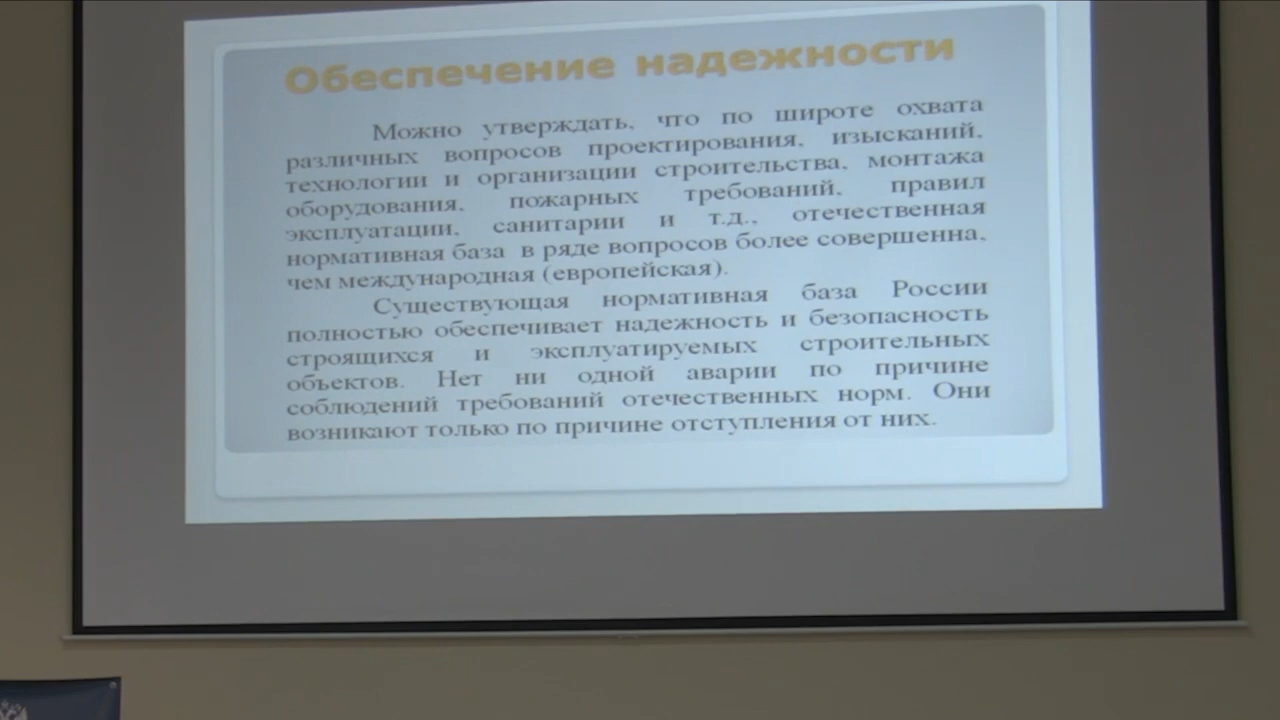 Обеспечение надежности
Можно утверждать, что по широте охвата
различных вопросов проектирования, изысканий,
технологии и организации строительства, монтажа
оборудования, пожарных требований, правил
эксплуатации, санитарии и т.д., отечественная
нормативная база в ряде вопросов более совершенна,
чем международная (европейская).
Существующая нормативная база России
полностью обеспечивает надежность и безопасность
строящихся и эксплуатируемых строительных
объектов. Нет ни одной аварии по причине
соблюдений требований отечественных норм. Они
возникают только по причине отступления от них.